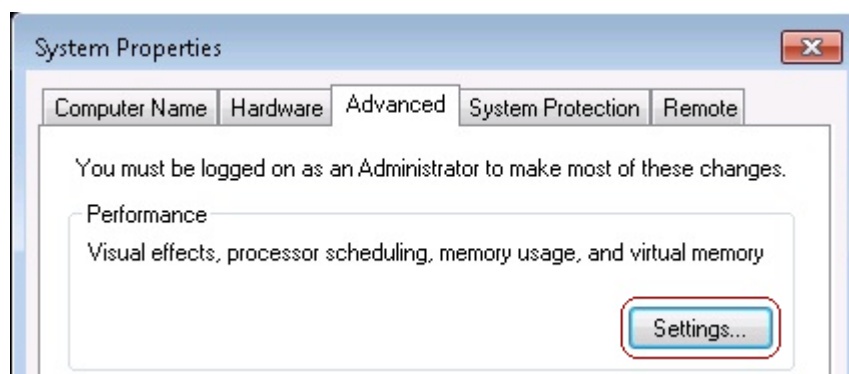 System Properties
Computer Name Hardware Advanced System Protection Remote
You must be logged on as an Administrator to make most of these changes.
Performance
Visual effects, processor scheduling, memory usage, and virtual memory
Settings...